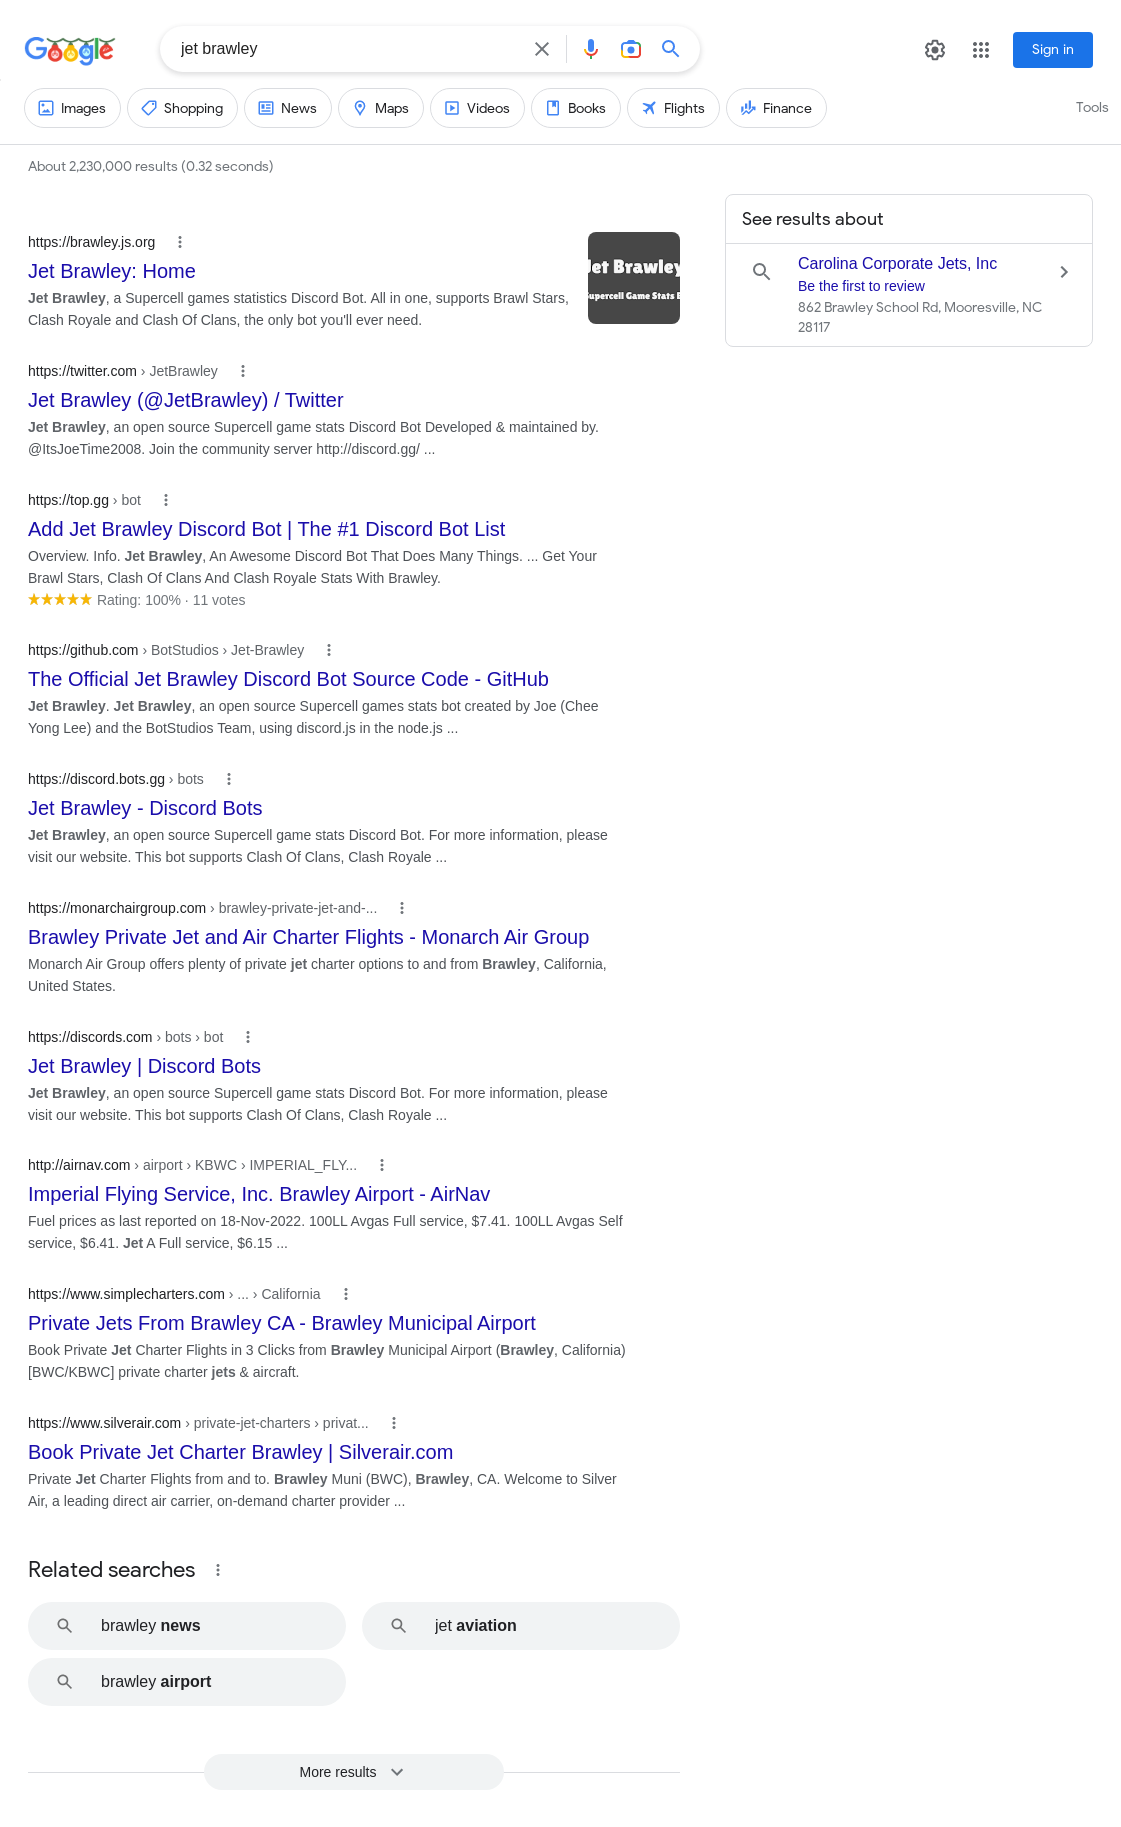 Google
jet brawley
Sign in
Images
Shopping
News
Maps
Videos
Books
Flights
Finance
Tools
About 2,230,000 results (0.32 seconds)
https://brawley.js.org
Jet Brawley: Home
Jet Brawley, a Supercell games statistics Discord Bot. All in one, supports Brawl Stars,
Clash Royale and Clash Of Clans, the only bot you'll ever need.
Jet Brawley
Supercell Game Stats B
https://twitter.com › JetBrawley
Jet Brawley (@JetBrawley) / Twitter
Jet Brawley, an open source Supercell game stats Discord Bot Developed & maintained by.
@ItsJoeTime2008. Join the community server http://discord.gg/ ...
https://top.gg › bot
Add Jet Brawley Discord Bot | The #1 Discord Bot List
Overview. Info. Jet Brawley, An Awesome Discord Bot That Does Many Things. ... Get Your
Brawl Stars, Clash Of Clans And Clash Royale Stats With Brawley.
Rating: 100% · 11 votes
https://github.com › BotStudios › Jet-Brawley
The Official Jet Brawley Discord Bot Source Code - GitHub
Jet Brawley. Jet Brawley, an open source Supercell games stats bot created by Joe (Chee
Yong Lee) and the BotStudios Team, using discord.js in the node.js ...
https://discord.bots.gg › bots
Jet Brawley - Discord Bots
Jet Brawley, an open source Supercell game stats Discord Bot. For more information, please
visit our website. This bot supports Clash Of Clans, Clash Royale ...
https://monarchairgroup.com › brawley-private-jet-and-...
Brawley Private Jet and Air Charter Flights - Monarch Air Group
Monarch Air Group offers plenty of private jet charter options to and from Brawley, California,
United States.
https://discords.com › bots › bot
Jet Brawley | Discord Bots
Jet Brawley, an open source Supercell game stats Discord Bot. For more information, please
visit our website. This bot supports Clash Of Clans, Clash Royale ...
http://airnav.com › airport › KBWC › IMPERIAL_FLY...
Imperial Flying Service, Inc. Brawley Airport - AirNav
Fuel prices as last reported on 18-Nov-2022. 100LL Avgas Full service, $7.41. 100LL Avgas Self
service, $6.41. Jet A Full service, $6.15 ...
https://www.simplecharters.com › ... › California
Private Jets From Brawley CA - Brawley Municipal Airport
Book Private Jet Charter Flights in 3 Clicks from Brawley Municipal Airport (Brawley, California)
[BWC/KBWC] private charter jets & aircraft.
https://www.silverair.com › private-jet-charters › privat...
Book Private Jet Charter Brawley | Silverair.com
Private Jet Charter Flights from and to. Brawley Muni (BWC), Brawley, CA. Welcome to Silver
Air, a leading direct air carrier, on-demand charter provider ...
Related searches
brawley news
jet aviation
brawley airport
More results
See results about
Carolina Corporate Jets, Inc
Be the first to review
862 Brawley School Rd, Mooresville, NC
28117